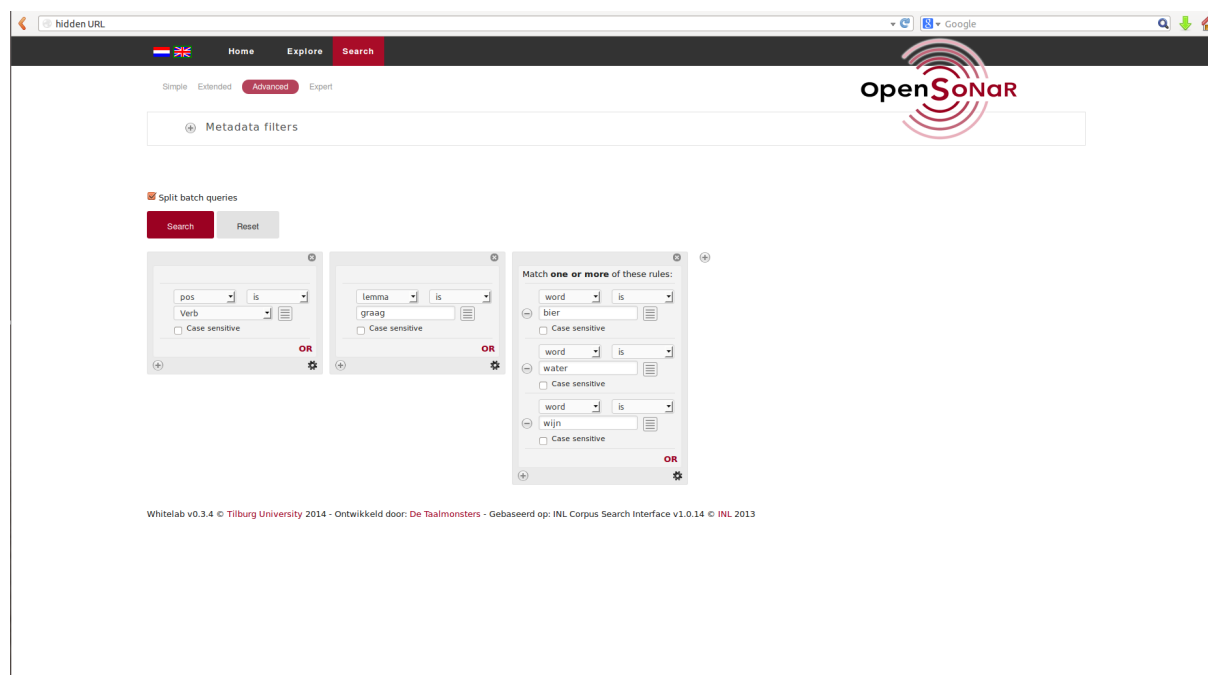 hidden URL
Google
Home Explore Search
Simple Extended Advanced Expert
OpenSoNaR
Metadata filters
Split batch queries
Search Reset
pos is
Verb
Case sensitive
OR
lemma is
graag
Case sensitive
OR
Match one or more of these rules:
word is
bier
Case sensitive
word is
water
Case sensitive
word is
wijn
Case sensitive
OR
Whitelab v0.3.4 © Tilburg University 2014 - Ontwikkeld door: De Taalmonsters - Gebaseerd op: INL Corpus Search Interface v1.0.14 © INL 2013